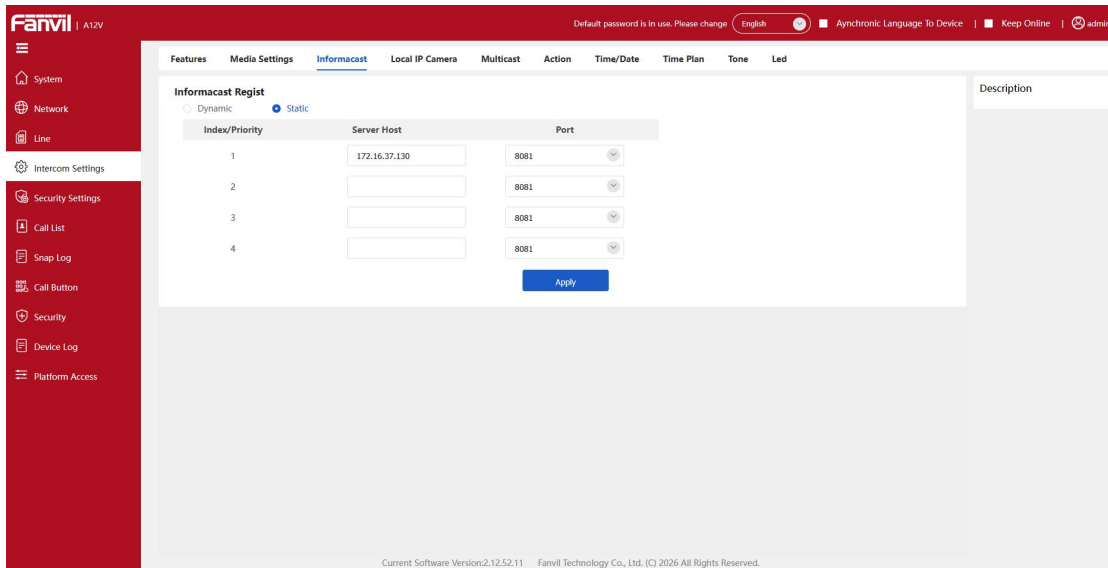 Fanvil | A12V
Default password is in use. Please change English Aynchronic Language To Device | Keep Online | admin
System
Network
Line
Intercom Settings
Security Settings
Call List
Snap Log
Call Button
Security
Device Log
Platform Access
Features Media Settings Informacast Local IP Camera Multicast Action Time/Date Time Plan Tone Led
Informacast Regist
Dynamic Static
Index/Priority Server Host Port
1 172.16.37.130 8081
2 8081
3 8081
4 8081
Apply
Description
Current Software Version:2.12.52.11 Fanvil Technology Co., Ltd. (C) 2026 All Rights Reserved.